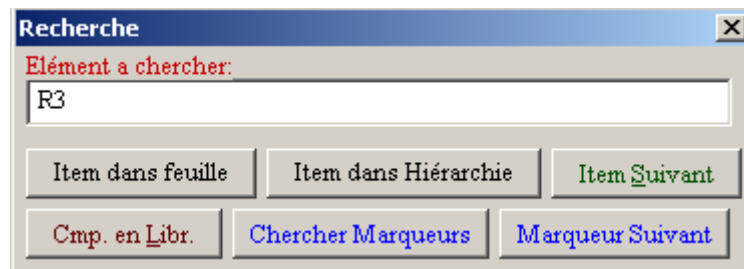 Recherche
Elément a chercher:
R3
Item dans feuille Item dans Hiérarchie Item Suivant
Cmp. en Libr. Chercher Marqueurs Marqueur Suivant